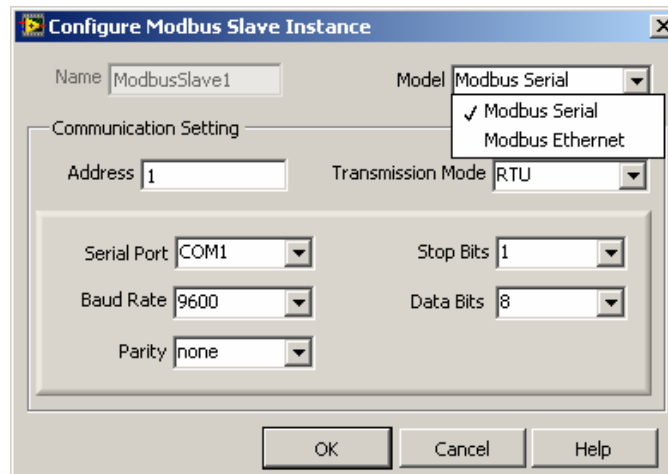 Configure Modbus Slave Instance
Name ModbusSlave1 Model Modbus Serial
✓ Modbus Serial
Modbus Ethernet
Communication Setting
Address 1 Transmission Mode RTU
Serial Port COM1 Stop Bits 1
Baud Rate 9600 Data Bits 8
Parity none
OK Cancel Help